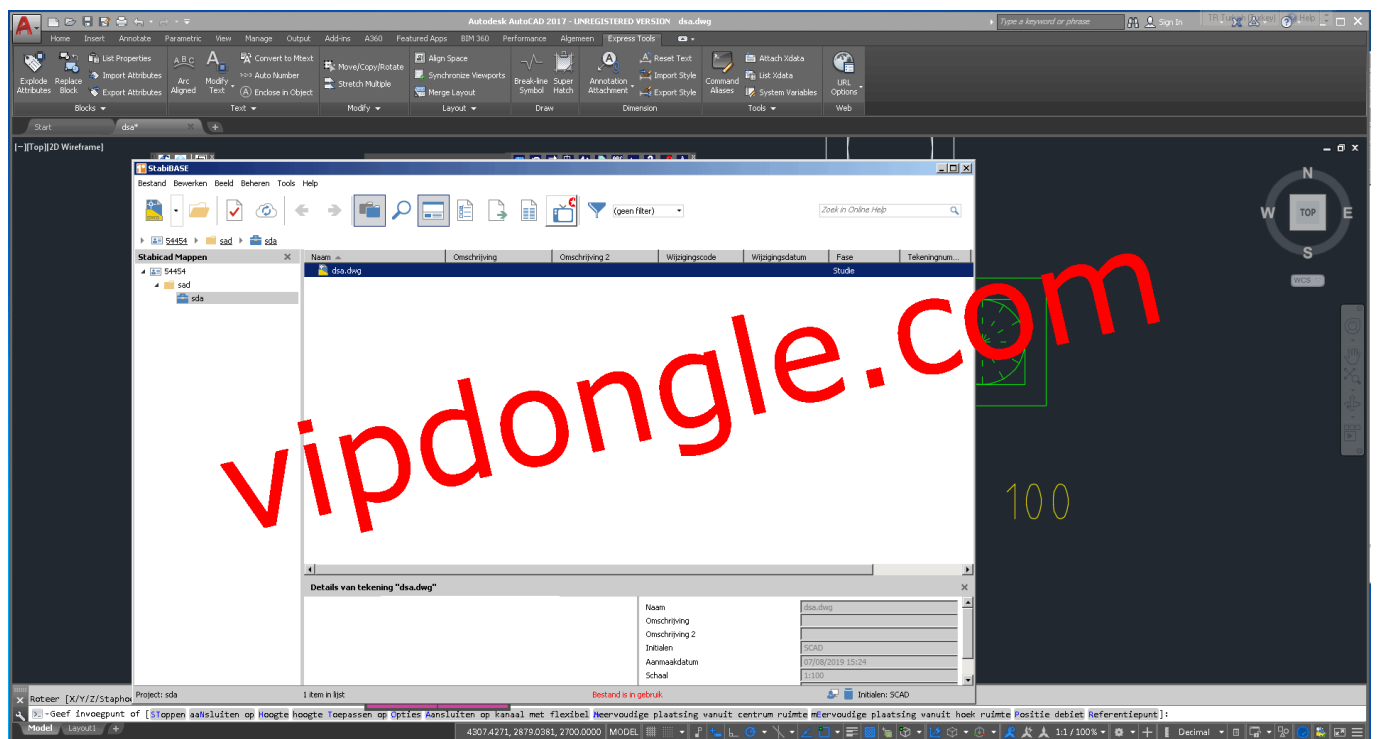 Autodesk AutoCAD 2017 - UNREGISTERED VERSION dsa.dwg
Type a keyword or phrase
Sign In
Help
Home Insert Annotate Parametric View Manage Output Add-ins A360 Featured Apps BIM 360 Performance Algemeen Express Tools
Explode Attributes
Replace Block
List Properties
Import Attributes
Export Attributes
Arc Aligned
Modify Text
Convert to Mtext
Auto Number
Enclose in Object
Move/Copy/Rotate
Stretch Multiple
Align Space
Synchronize Viewports
Merge Layout
Break-line Symbol
Super Hatch
Annotation Attachment
Reset Text
Import Style
Export Style
Command Aliases
Attach Xdata
List Xdata
System Variables
URL Options
Blocks Text Modify Layout Draw Dimension Tools Web
Start dsa*
[−][Top][2D Wireframe]
StabiBASE
Bestand Bewerken Beeld Beheren Tools Help
(geen filter)
Zoek in Online Help
54454 sad sda
Stabicad Mappen
54454
sad
sda
Naam Omschrijving Omschrijving 2 Wijzigingscode Wijzigingsdatum Fase Tekeningnum...
dsa.dwg Studie
N
W TOP E
S
WCS
vipdongle.com
100
Details van tekening "dsa.dwg"
Naam dsa.dwg
Omschrijving
Omschrijving 2
Initialen SCAD
Aanmaakdatum 07/08/2019 15:24
Schaal 1:100
Project: sda 1 item in lijst Bestand is in gebruik Initialen: SCAD
Roteer [X/Y/Z/Staphoe
-Geef invoegpunt of [SToppen aaNsluiten op Hoogte hoogte Toepassen op Opties Aansluiten op kanaal met flexibel Meervoudige plaatsing vanuit centrum ruimte mEervoudige plaatsing vanuit hoek ruimte Positie debiet Referentiepunt]:
Model Layout1 + 4307.4271, 2879.0381, 2700.0000 MODEL 1:1 / 100% Decimal